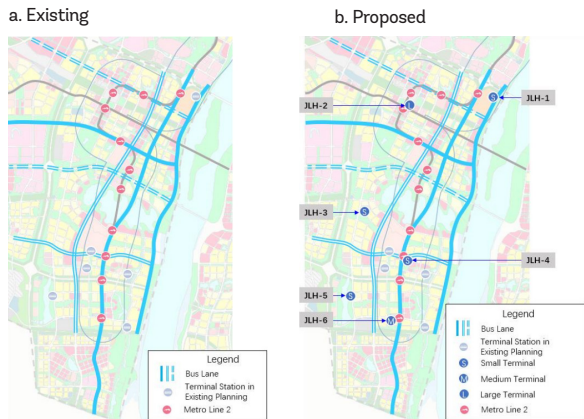 a. Existing
b. Proposed
JLH-1
JLH-2
S
L
JLH-3
S
JLH-4
S
JLH-5
S
JLH-6
M
Legend
Bus Lane
Terminal Station in
Existing Planning
Metro Line 2
Legend
Bus Lane
Terminal Station in
Existing Planning
S
Small Terminal
M
Medium Terminal
L
Large Terminal
Metro Line 2